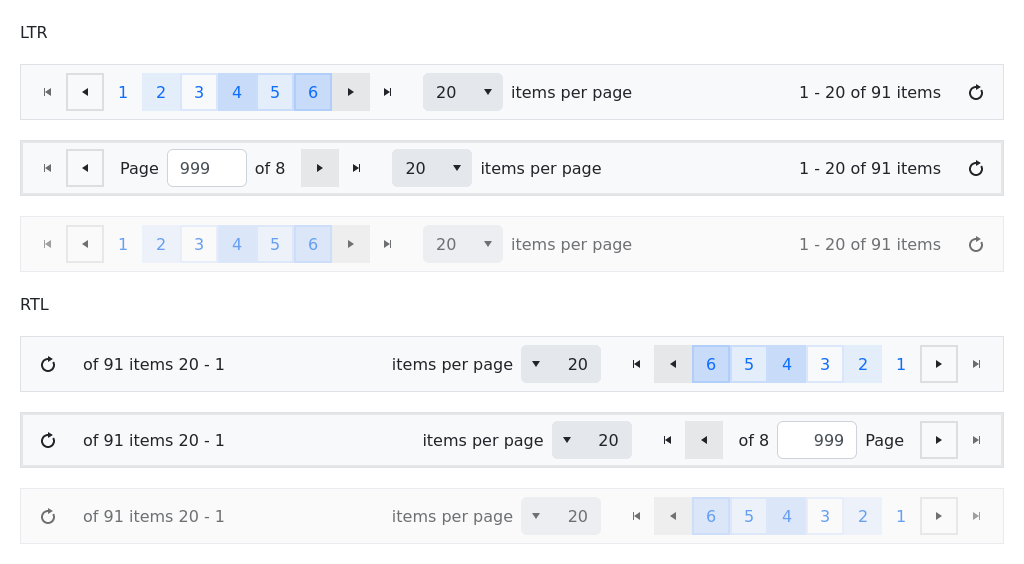 LTR
1 2 3 4 5 6 20 items per page 1 - 20 of 91 items
Page 999 of 8 20 items per page 1 - 20 of 91 items
1 2 3 4 5 6 20 items per page 1 - 20 of 91 items
RTL
of 91 items 20 - 1 items per page 20 6 5 4 3 2 1
of 91 items 20 - 1 items per page 20 of 8 999 Page
of 91 items 20 - 1 items per page 20 6 5 4 3 2 1